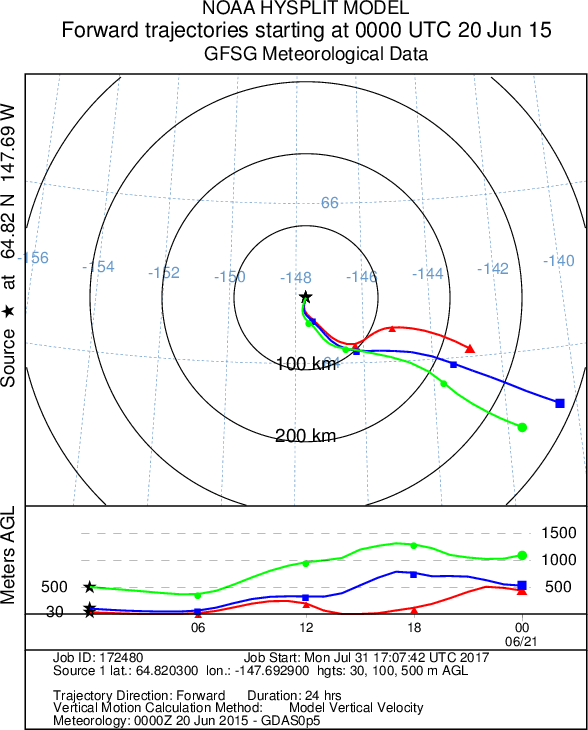 NOAA HYSPLIT MODEL
Forward trajectories starting at 0000 UTC 20 Jun 15
GFSG Meteorological Data
Source ★ at 64.82 N 147.69 W
66
-156
-154
-152
-150
-148
-146
-144
-142
-140
64
100 km
200 km
Meters AGL
1500
1000
500
500
30
06
12
18
00
06/21
Job ID: 172480 Job Start: Mon Jul 31 17:07:42 UTC 2017
Source 1 lat.: 64.820300 lon.: -147.692900 hgts: 30, 100, 500 m AGL
Trajectory Direction: Forward Duration: 24 hrs
Vertical Motion Calculation Method: Model Vertical Velocity
Meteorology: 0000Z 20 Jun 2015 - GDAS0p5